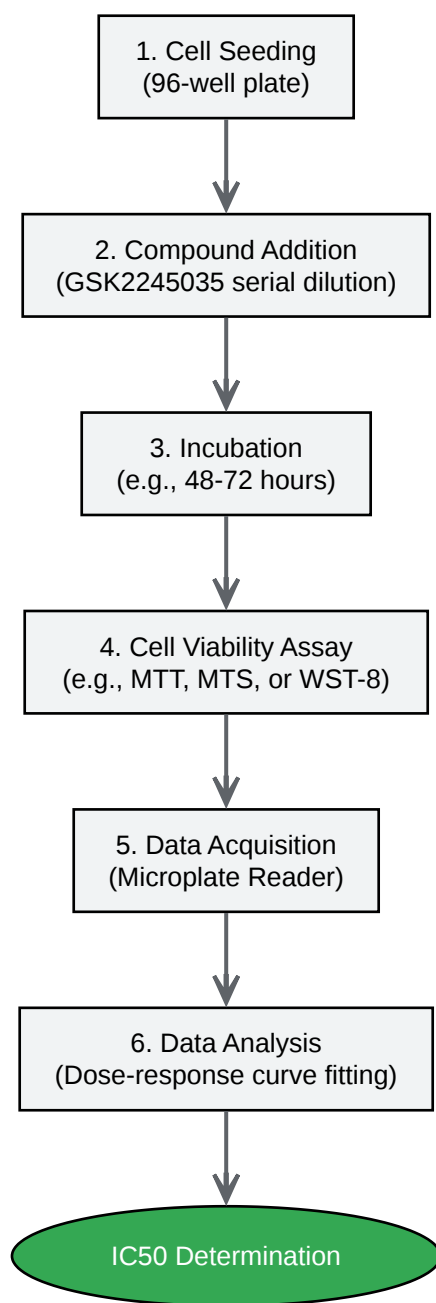 1. Cell Seeding
(96-well plate)
2. Compound Addition
(GSK2245035 serial dilution)
3. Incubation
(e.g., 48-72 hours)
4. Cell Viability Assay
(e.g., MTT, MTS, or WST-8)
5. Data Acquisition
(Microplate Reader)
6. Data Analysis
(Dose-response curve fitting)
IC50 Determination